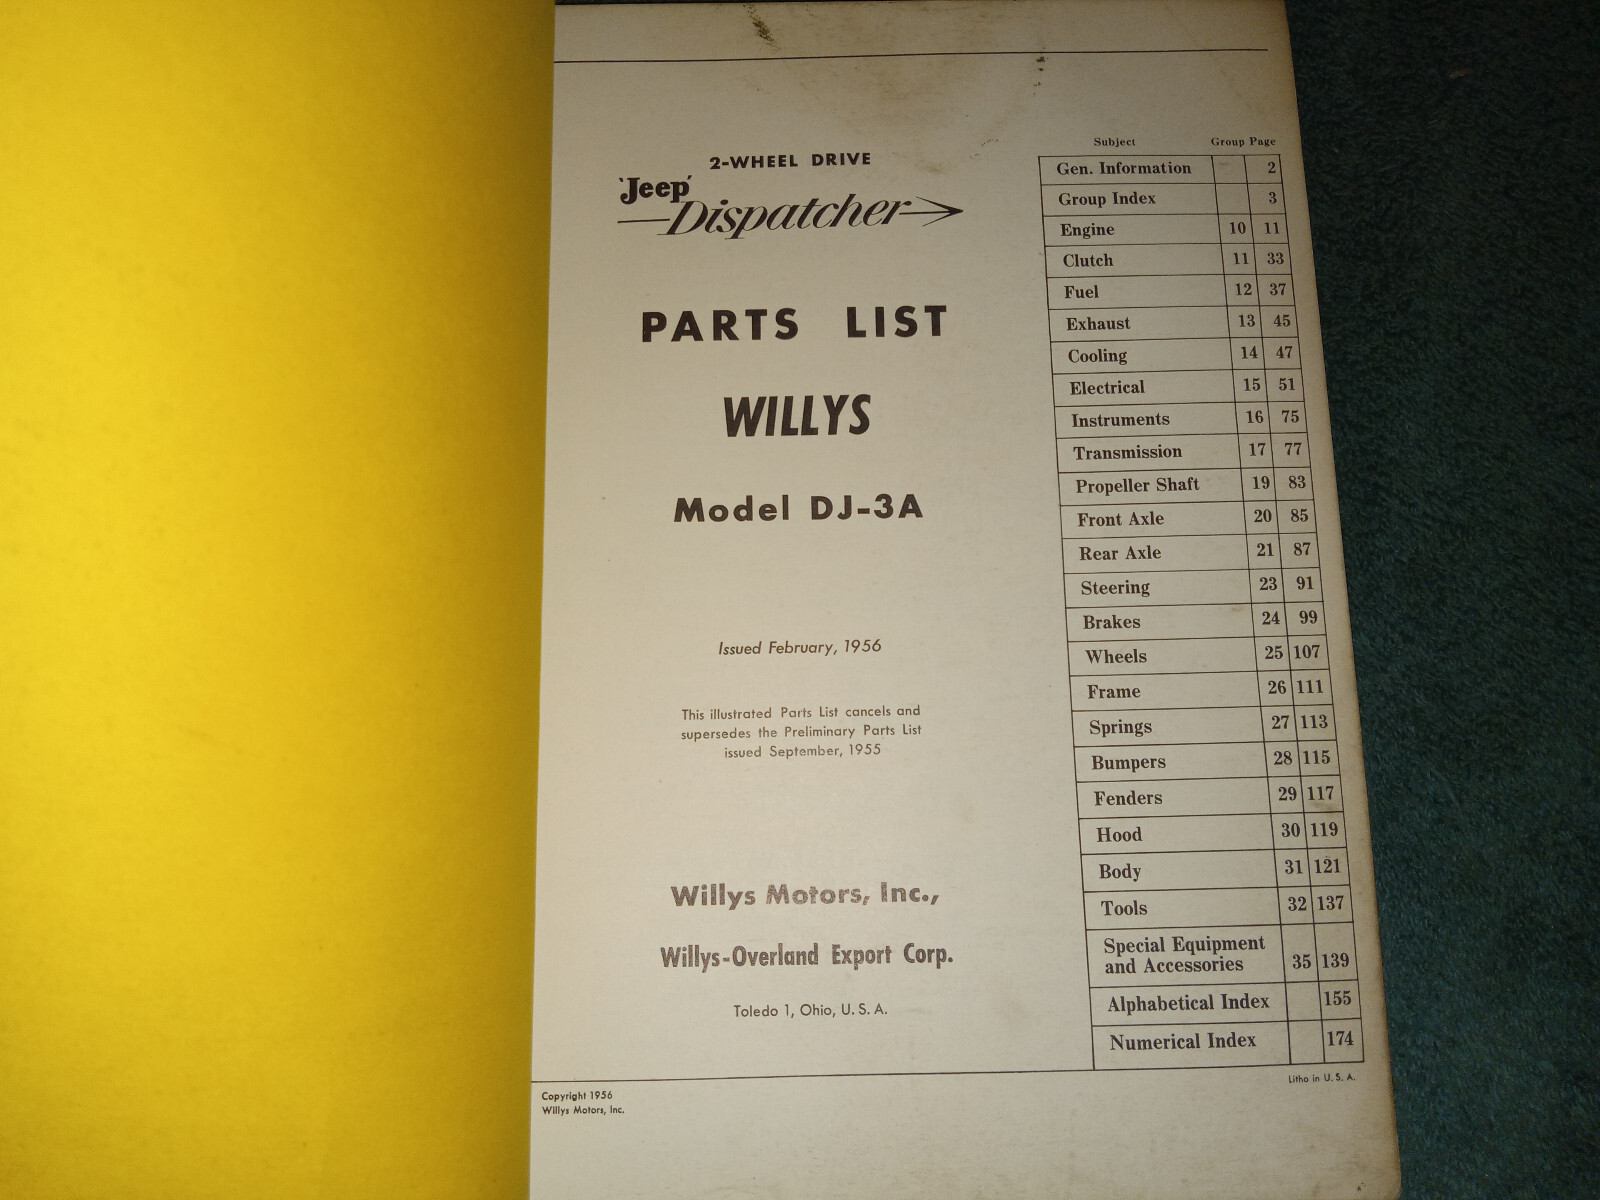 2-WHEEL DRIVE
'Jeep'
Dispatcher
PARTS LIST
WILLYS
Model DJ-3A
Issued February, 1956
This illustrated Parts List cancels and
supersedes the Preliminary Parts List
issued September, 1955
Willys Motors, Inc.,
Willys-Overland Export Corp.
Toledo 1, Ohio, U. S. A.
Copyright 1956
Willys Motors, Inc.
Subject Group Page
Gen. Information 2
Group Index 3
Engine 10 11
Clutch 11 33
Fuel 12 37
Exhaust 13 45
Cooling 14 47
Electrical 15 51
Instruments 16 75
Transmission 17 77
Propeller Shaft 19 83
Front Axle 20 85
Rear Axle 21 87
Steering 23 91
Brakes 24 99
Wheels 25 107
Frame 26 111
Springs 27 113
Bumpers 28 115
Fenders 29 117
Hood 30 119
Body 31 121
Tools 32 137
Special Equipment
and Accessories 35 139
Alphabetical Index 155
Numerical Index 174
Litho in U. S. A.